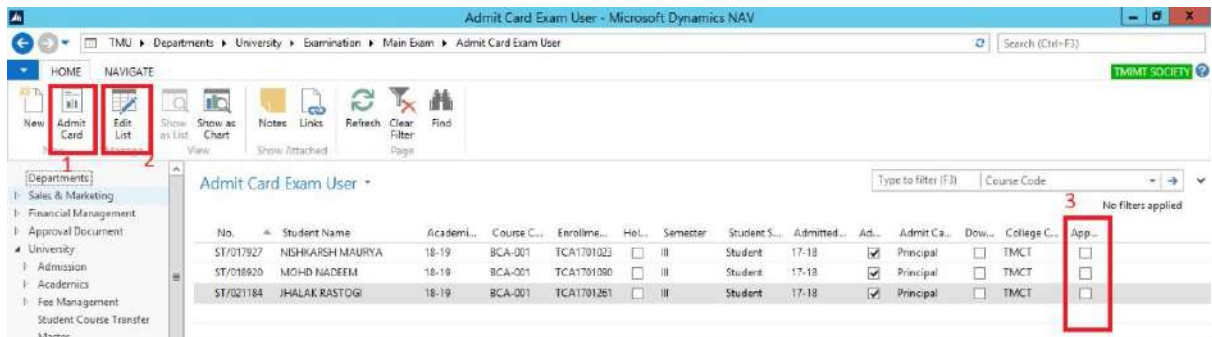 Admit Card Exam User - Microsoft Dynamics NAV
TMU Departments University Examination Main Exam Admit Card Exam User
Search (Ctrl+F3)
HOME NAVIGATE
TMIMT SOCIETY
New Admit Card Edit List Show as List Show as Chart Notes Links Refresh Clear Filter Find
Manage View Show Attached Page
1 2
Departments
Sales & Marketing
Financial Management
Approval Document
University
Admission
Academics
Fee Management
Student Course Transfer
Master
Admit Card Exam User
Type to filter (F3) Course Code
3
No filters applied
No. Student Name Academi... Course C... Enrollme... Hol... Semester Student S... Admitted... Ad... Admit Ca... Dow... College C... App...
ST/017927 NISHKARSH MAURYA 18-19 BCA-001 TCA1701023 III Student 17-18 Principal TMCT
ST/018920 MOHD NADEEM 18-19 BCA-001 TCA1701090 III Student 17-18 Principal TMCT
ST/021184 JHALAK RASTOGI 18-19 BCA-001 TCA1701261 III Student 17-18 Principal TMCT